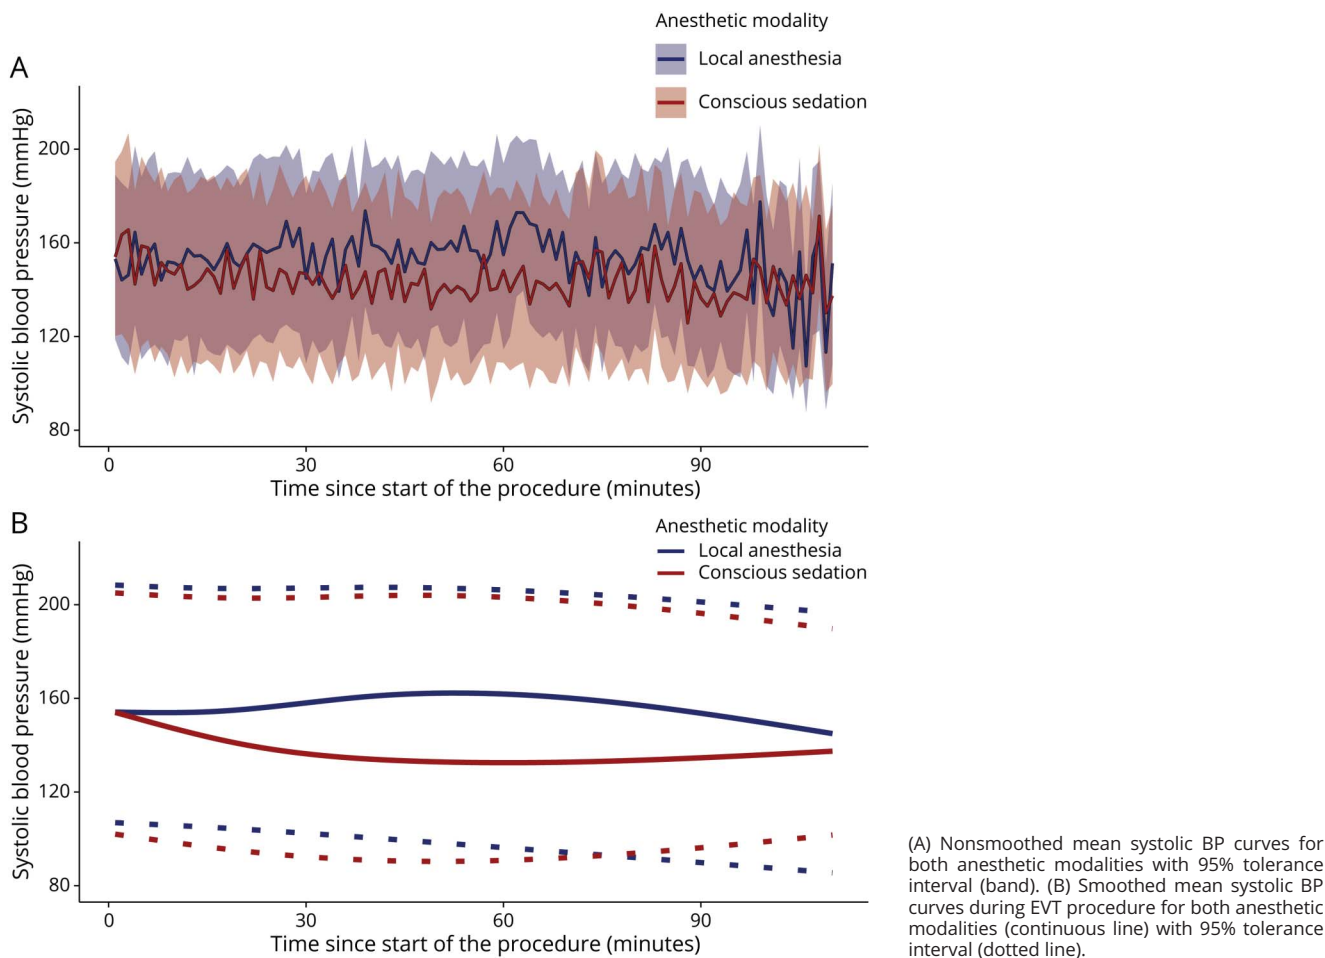 Anesthetic modality
Local anesthesia
Conscious sedation
A
Systolic blood pressure (mmHg)
200
160
120
80
0 30 60 90
Time since start of the procedure (minutes)
B
Anesthetic modality
Local anesthesia
Conscious sedation
Systolic blood pressure (mmHg)
200
160
120
80
0 30 60 90
Time since start of the procedure (minutes)
(A) Nonsmoothed mean systolic BP curves for
both anesthetic modalities with 95% tolerance
interval (band). (B) Smoothed mean systolic BP
curves during EVT procedure for both anesthetic
modalities (continuous line) with 95% tolerance
interval (dotted line).